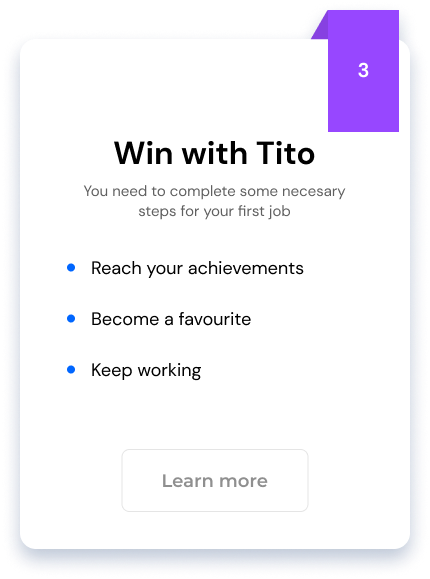 3
Win with Tito
You need to complete some necesary
steps for your first job
Reach your achievements
Become a favourite
Keep working
Learn more